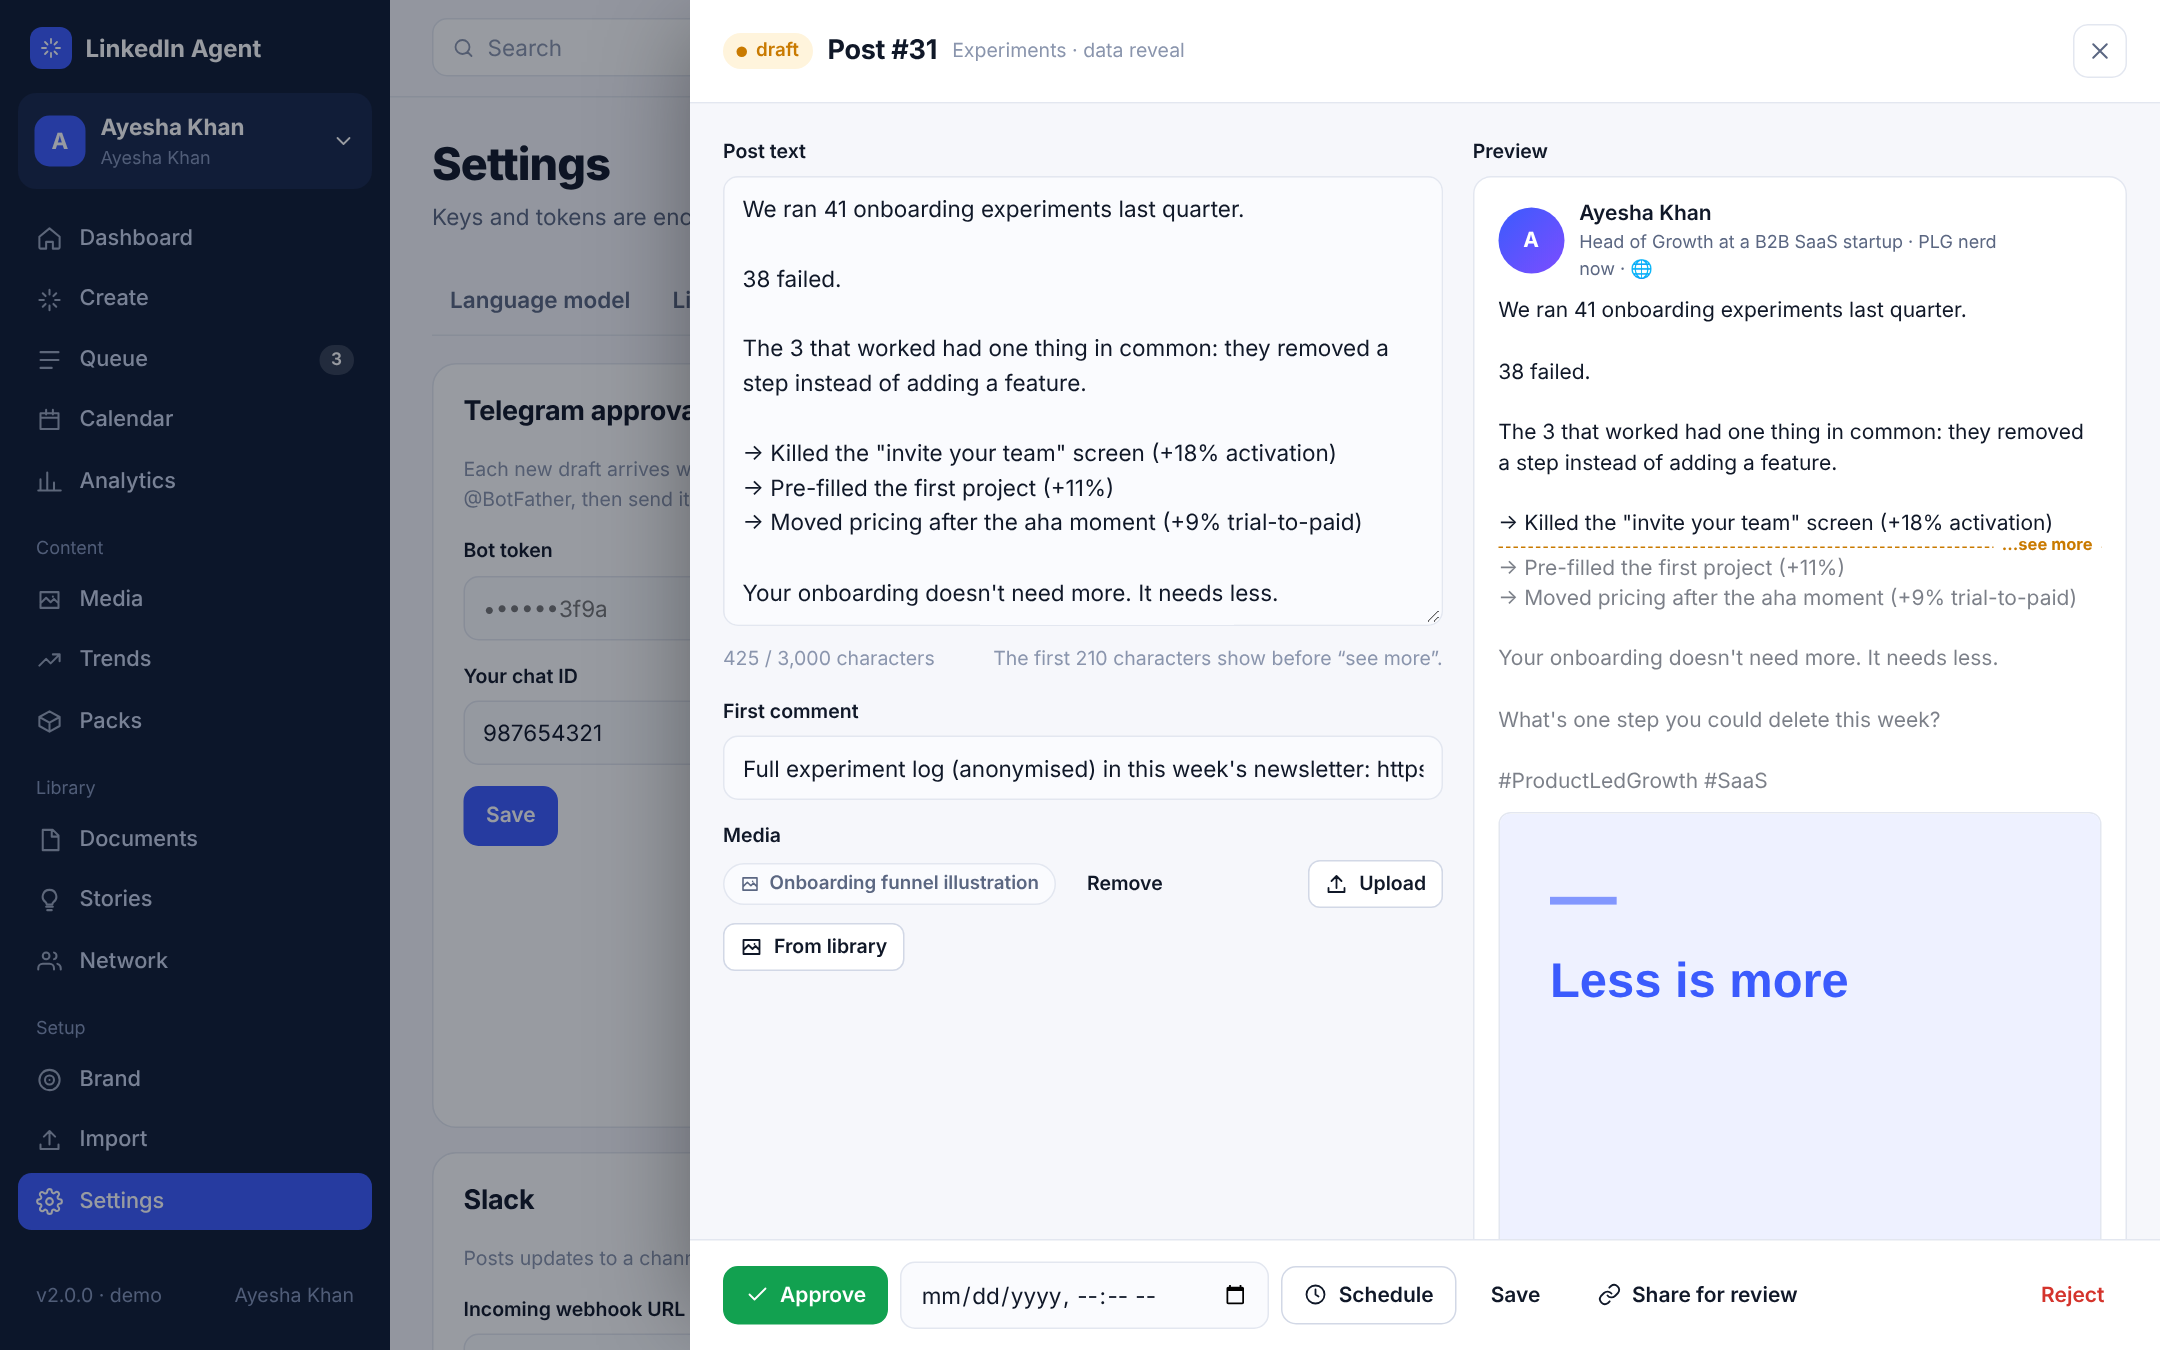 LinkedIn Agent
A
Ayesha Khan
Ayesha Khan
Dashboard
Create
Queue
3
Calendar
Analytics
Content
Media
Trends
Packs
Library
Documents
Stories
Network
Setup
Brand
Import
Settings
v2.0.0 · demo
Ayesha Khan
Search
Settings
Keys and tokens are enc
Language model
Li
Telegram approva
Each new draft arrives w
@BotFather, then send it
Bot token
••••••3f9a
Your chat ID
987654321
Save
Slack
Posts updates to a chann
Incoming webhook URL
draft
Post #31
Experiments · data reveal
Post text
We ran 41 onboarding experiments last quarter.
38 failed.
The 3 that worked had one thing in common: they removed a
step instead of adding a feature.
→ Killed the "invite your team" screen (+18% activation)
→ Pre-filled the first project (+11%)
→ Moved pricing after the aha moment (+9% trial-to-paid)
Your onboarding doesn't need more. It needs less.
425 / 3,000 characters
The first 210 characters show before “see more”.
First comment
Full experiment log (anonymised) in this week's newsletter: https
Media
Onboarding funnel illustration
Remove
Upload
From library
Preview
A
Ayesha Khan
Head of Growth at a B2B SaaS startup · PLG nerd
now · 🌐
We ran 41 onboarding experiments last quarter.
38 failed.
The 3 that worked had one thing in common: they removed
a step instead of adding a feature.
→ Killed the "invite your team" screen (+18% activation)
...see more
→ Pre-filled the first project (+11%)
→ Moved pricing after the aha moment (+9% trial-to-paid)
Your onboarding doesn't need more. It needs less.
What's one step you could delete this week?
#ProductLedGrowth #SaaS
Less is more
Approve
mm/dd/yyyy, --:-- --
Schedule
Save
Share for review
Reject